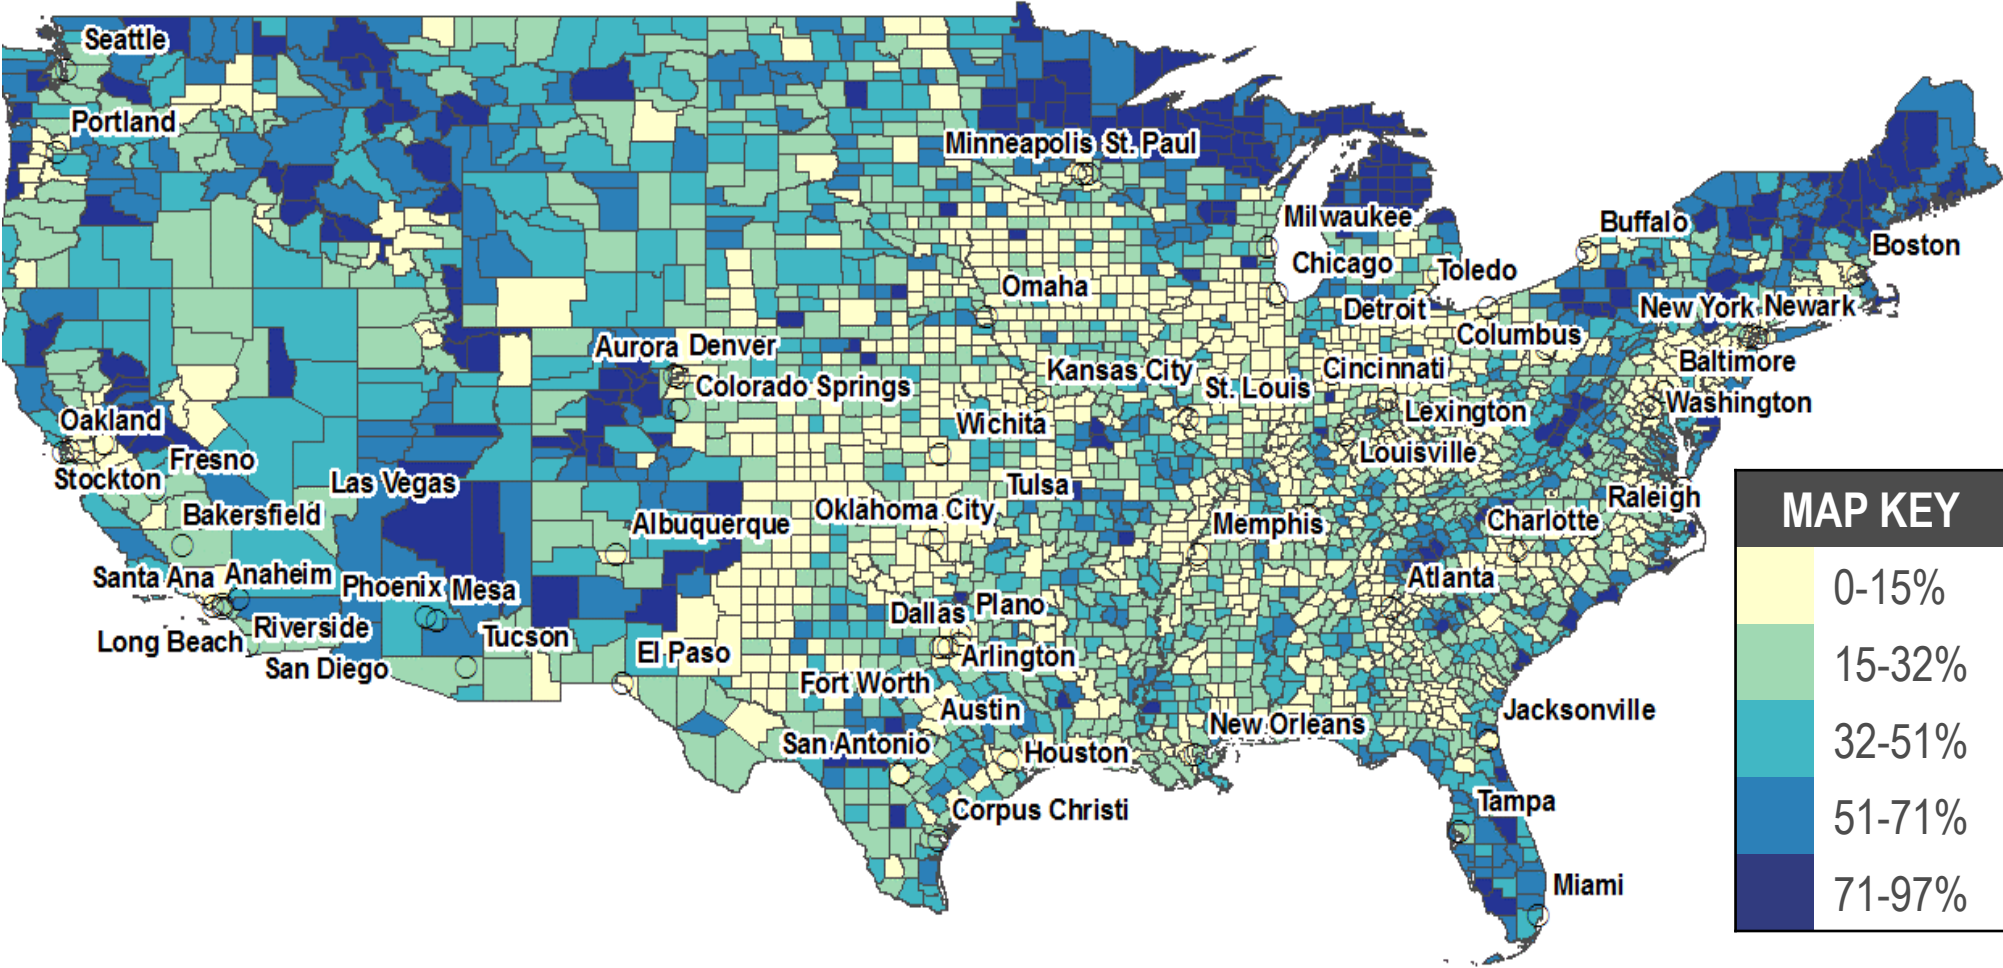 Seattle
Portland
Minneapolis St. Paul
Milwaukee
Buffalo
Boston
Chicago
Toledo
Omaha
Detroit
New York Newark
Columbus
Aurora Denver
Baltimore
Kansas City
Cincinnati
Colorado Springs
St. Louis
Washington
Oakland
Wichita
Lexington
Louisville
Fresno
Stockton
Las Vegas
Tulsa
Raleigh
Bakersfield
Albuquerque
Oklahoma City
Memphis
Charlotte
Santa Ana Anaheim
Phoenix Mesa
Atlanta
Dallas Plano
Long Beach
Riverside
Tucson
San Diego
El Paso
Arlington
Fort Worth
Austin
Jacksonville
New Orleans
San Antonio
Houston
Tampa
Corpus Christi
Miami
MAP KEY
0-15%
15-32%
32-51%
51-71%
71-97%